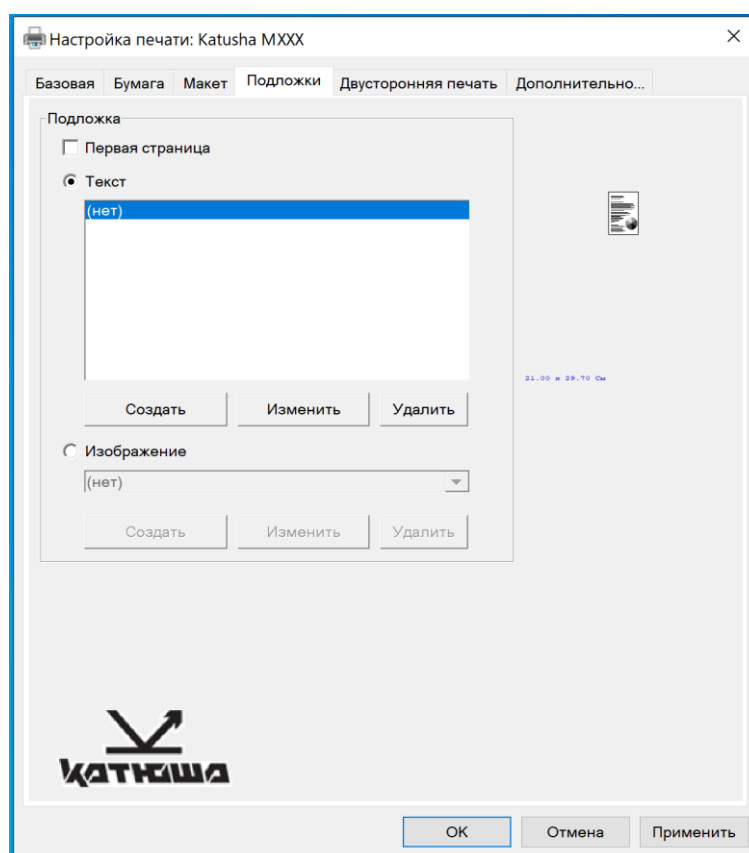 Настройка печати: Katusha MXXX
Базовая Бумага Макет Подложки Двусторонняя печать Дополнительно...
Подложка
Первая страница
Текст
(нет)
21.00 x 29.70 См
Создать Изменить Удалить
Изображение
(нет)
Создать Изменить Удалить
катюша
OK Отмена Применить